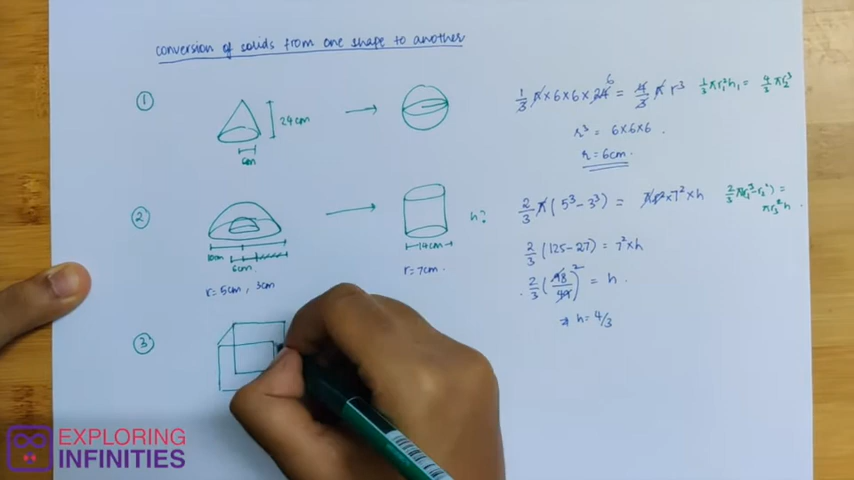 conversion of solids from one shape to another
①
24cm
6cm
1/3 π × 6 × 6 × 24 6 = 4/3 π r³
1/3 πr₁²h₁ = 4/3 πr₂³
r³ = 6×6×6.
r = 6cm.
②
10cm
6cm
r = 5cm, 3cm
h?
14cm
r = 7cm.
2/3 π (5³ - 3³) = 7² × h
2/3 π(r₁³ - r₂³) =
πr₃²h.
2/3 (125 - 27) = 7² × h
2/3 (98/49) 2 = h.
⇒ h = 4/3
③
EXPLORING
INFINITIES